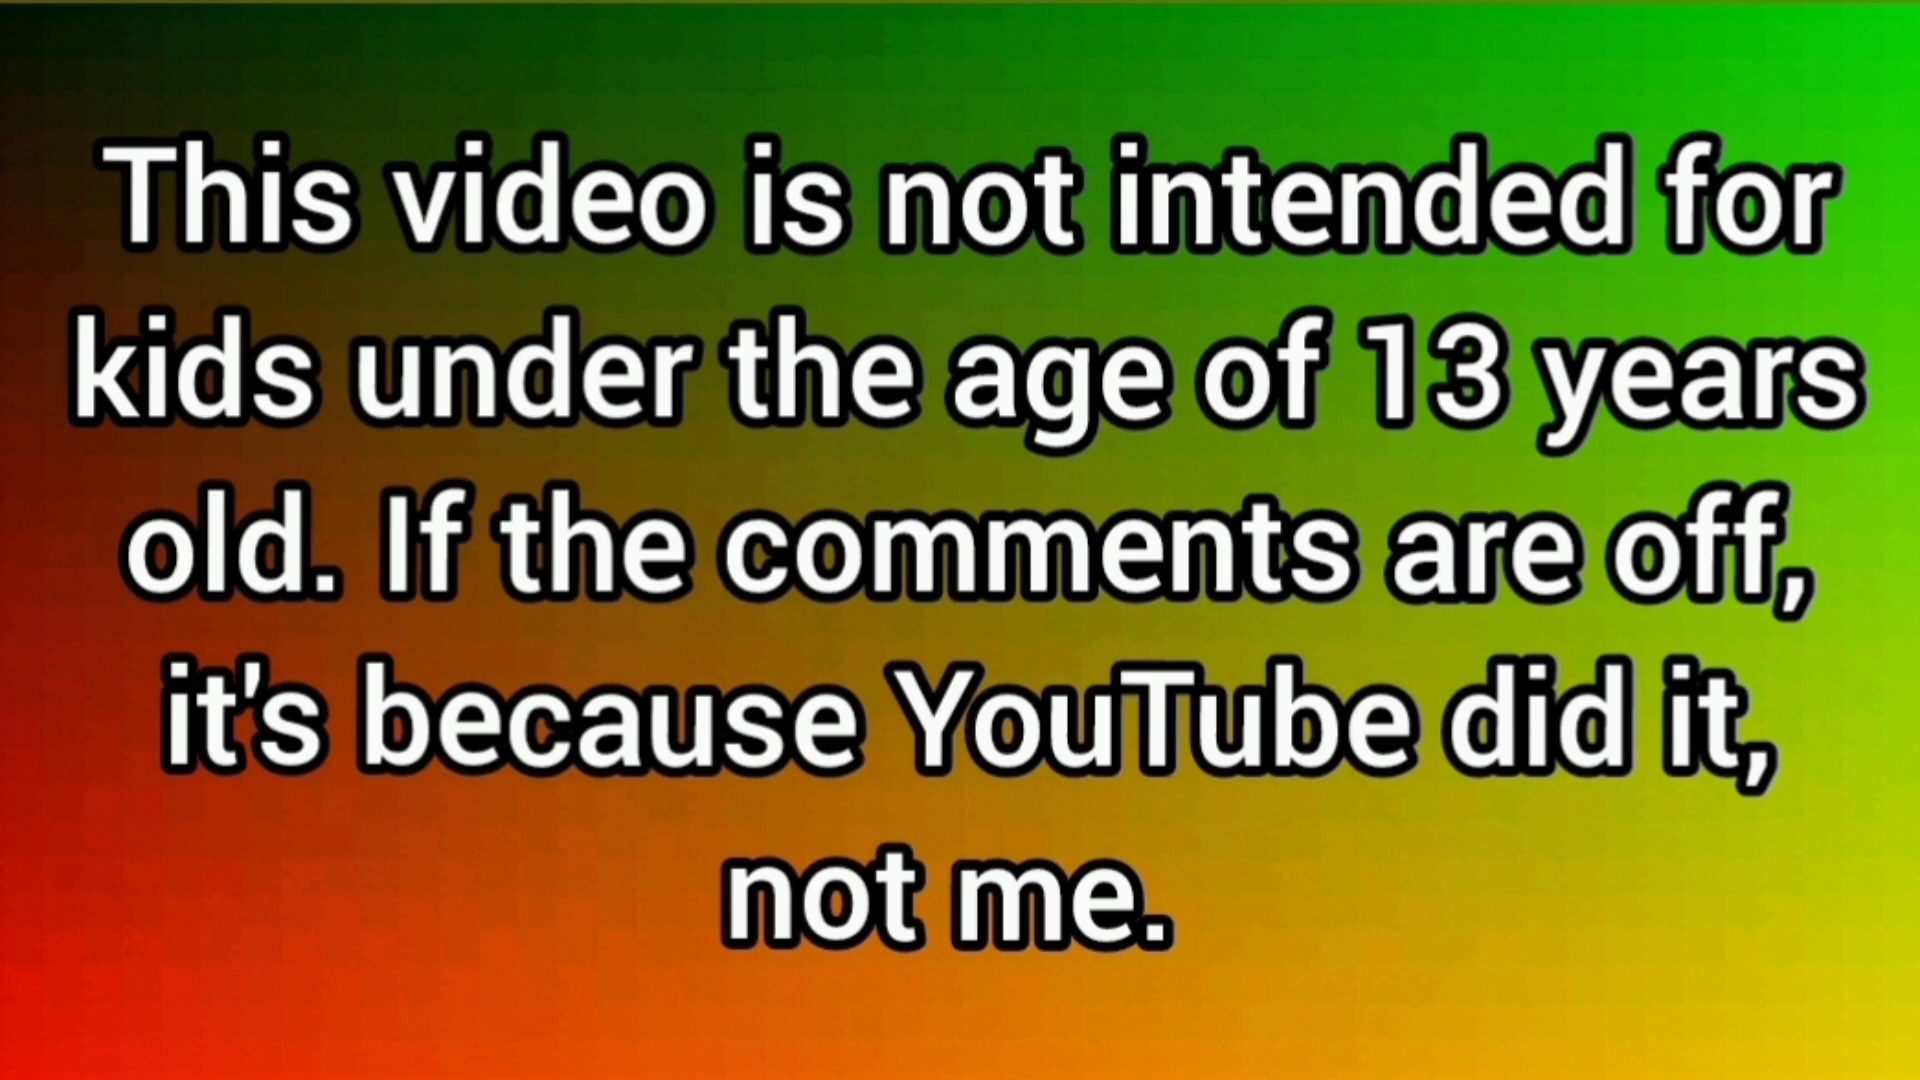 This video is not intended for
kids under the age of 13 years
old. If the comments are off,
it's because YouTube did it,
not me.